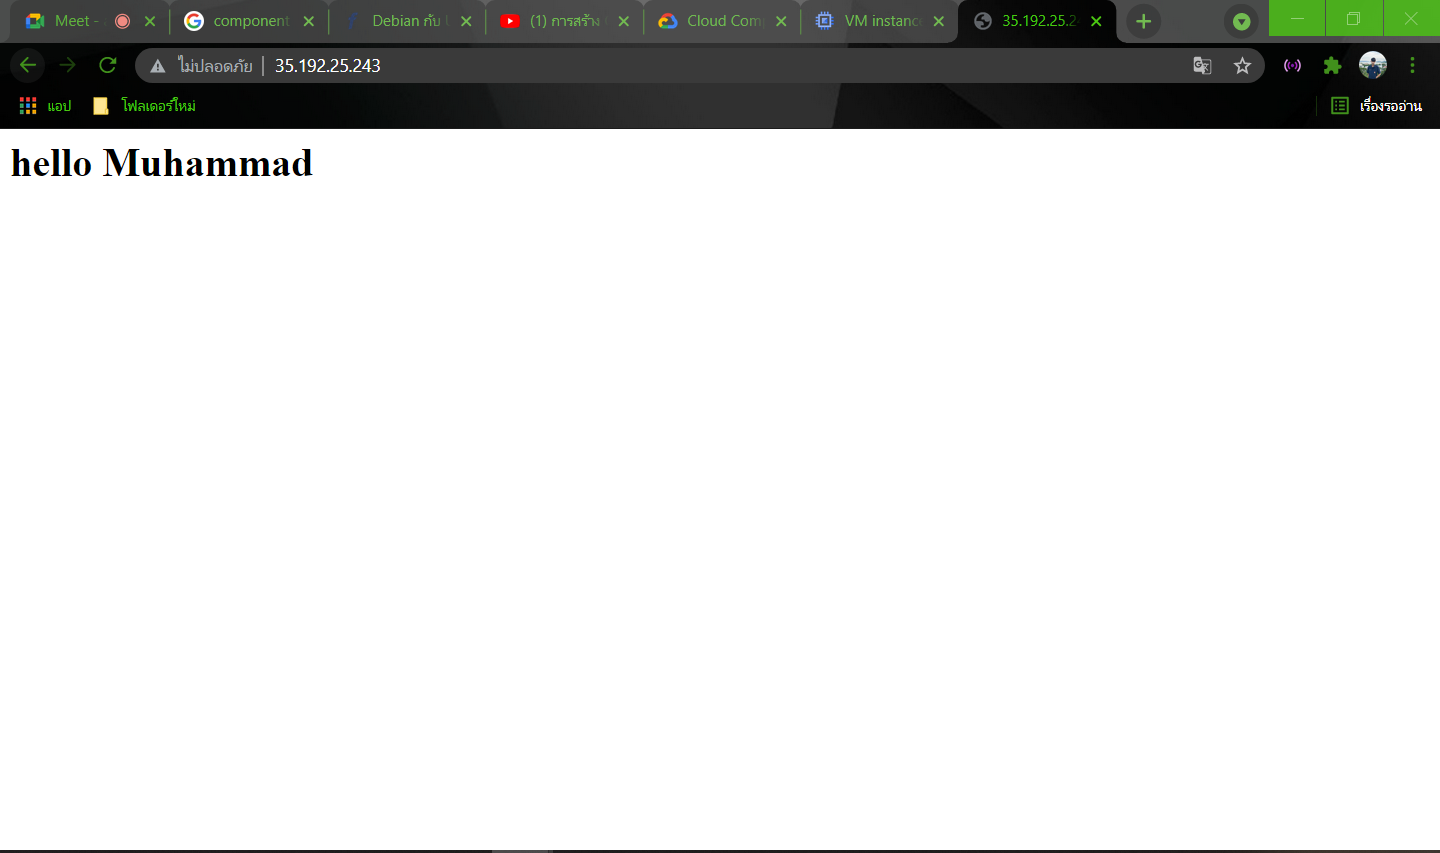 Meet -
component
Debian กับ
(1) การสร้าง
Cloud Com
VM instance
35.192.25.2
ไม่ปลอดภัย | 35.192.25.243
แอป
โฟลเดอร์ใหม่
เรื่องรออ่าน
hello Muhammad